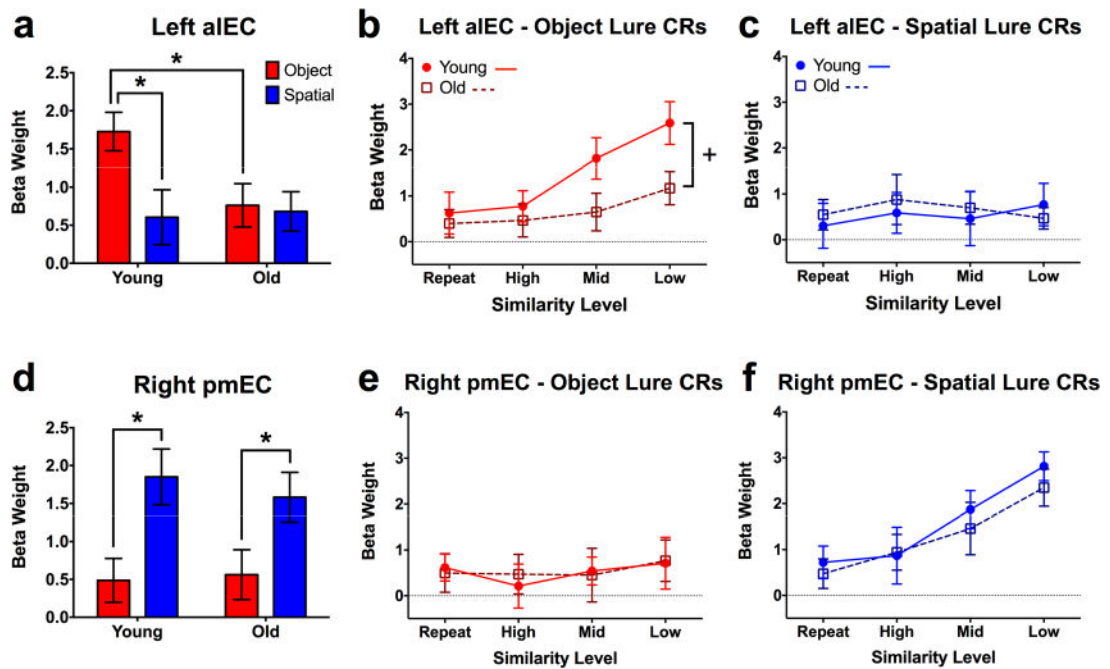 a
Left alEC
2.5
2.0
1.5
1.0
0.5
0.0
Beta Weight
*
*
Object
Spatial
Young
Old
b
Left alEC - Object Lure CRs
4
3
2
1
0
Beta Weight
Young
Old
+
Repeat
High
Mid
Low
Similarity Level
c
Left alEC - Spatial Lure CRs
4
3
2
1
0
Beta Weight
Young
Old
Repeat
High
Mid
Low
Similarity Level
d
Right pmEC
2.5
2.0
1.5
1.0
0.5
0.0
Beta Weight
*
*
Young
Old
e
Right pmEC - Object Lure CRs
4
3
2
1
0
Beta Weight
Repeat
High
Mid
Low
Similarity Level
f
Right pmEC - Spatial Lure CRs
4
3
2
1
0
Beta Weight
Repeat
High
Mid
Low
Similarity Level